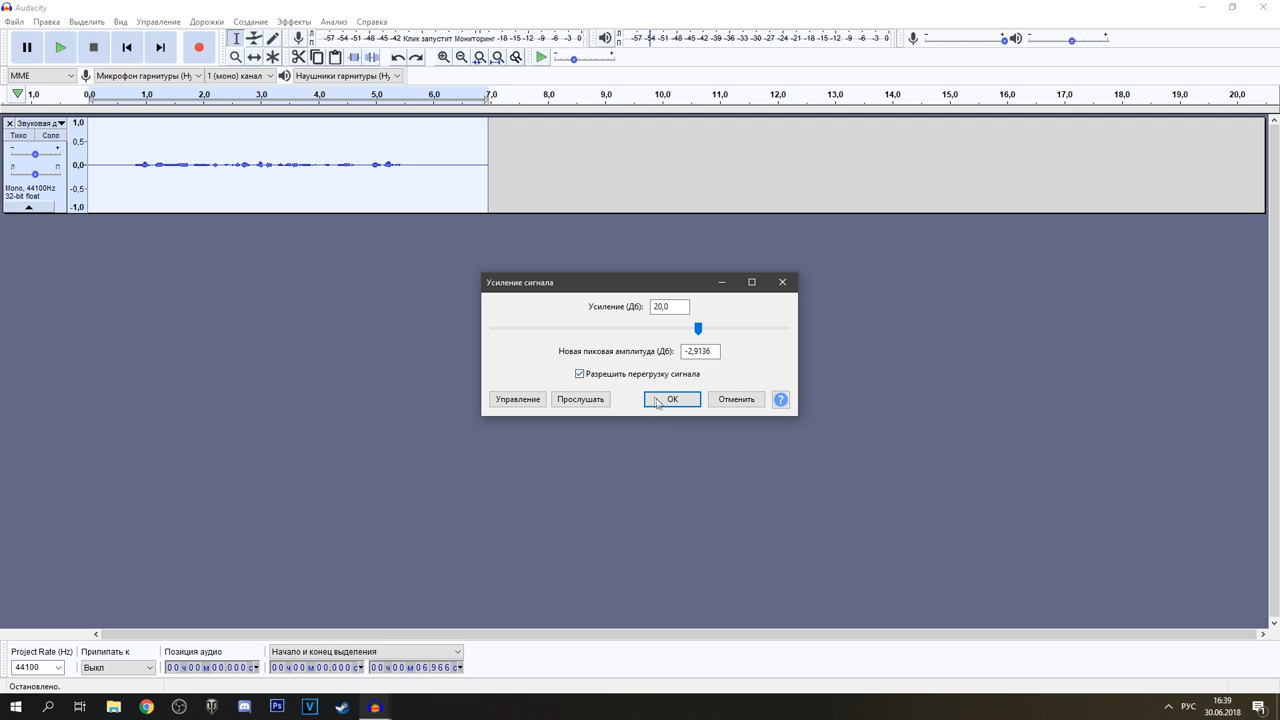 Audacity
Файл Правка Выделить Вид Управление Дорожки Создание Эффекты Анализ Справка
-57 -54 -51 -48 -45 -42 Клик запустит Мониторинг -18 -15 -12 -9 -6 -3 0
-57 -54 -51 -48 -45 -42 -39 -36 -33 -30 -27 -24 -21 -18 -15 -12 -9 -6 -3 0
MME Микрофон гарнитуры (Н 1 (моно) канал Наушники гарнитуры (Н
1,0 0,0 1,0 2,0 3,0 4,0 5,0 6,0 7,0 8,0 9,0 10,0 11,0 12,0 13,0 14,0 15,0 16,0 17,0 18,0 19,0 20,0
Звуковая д
Тихо Соло
- +
Л П
Mono, 44100Hz
32-bit float
1,0
0,5
0,0
-0,5
-1,0
Усиление сигнала
Усиление (Дб): 20,0
Новая пиковая амплитуда (Дб): -2,9136
Разрешить перегрузку сигнала
Управление Прослушать ОК Отменить ?
Project Rate (Hz) Прилипать к Позиция аудио Начало и конец выделения
44100 Выкл 00 ч 00 м 00.000 с 00 ч 00 м 00.000 с 00 ч 00 м 06.966 с
Остановлено.
РУС 16:39
30.06.2018